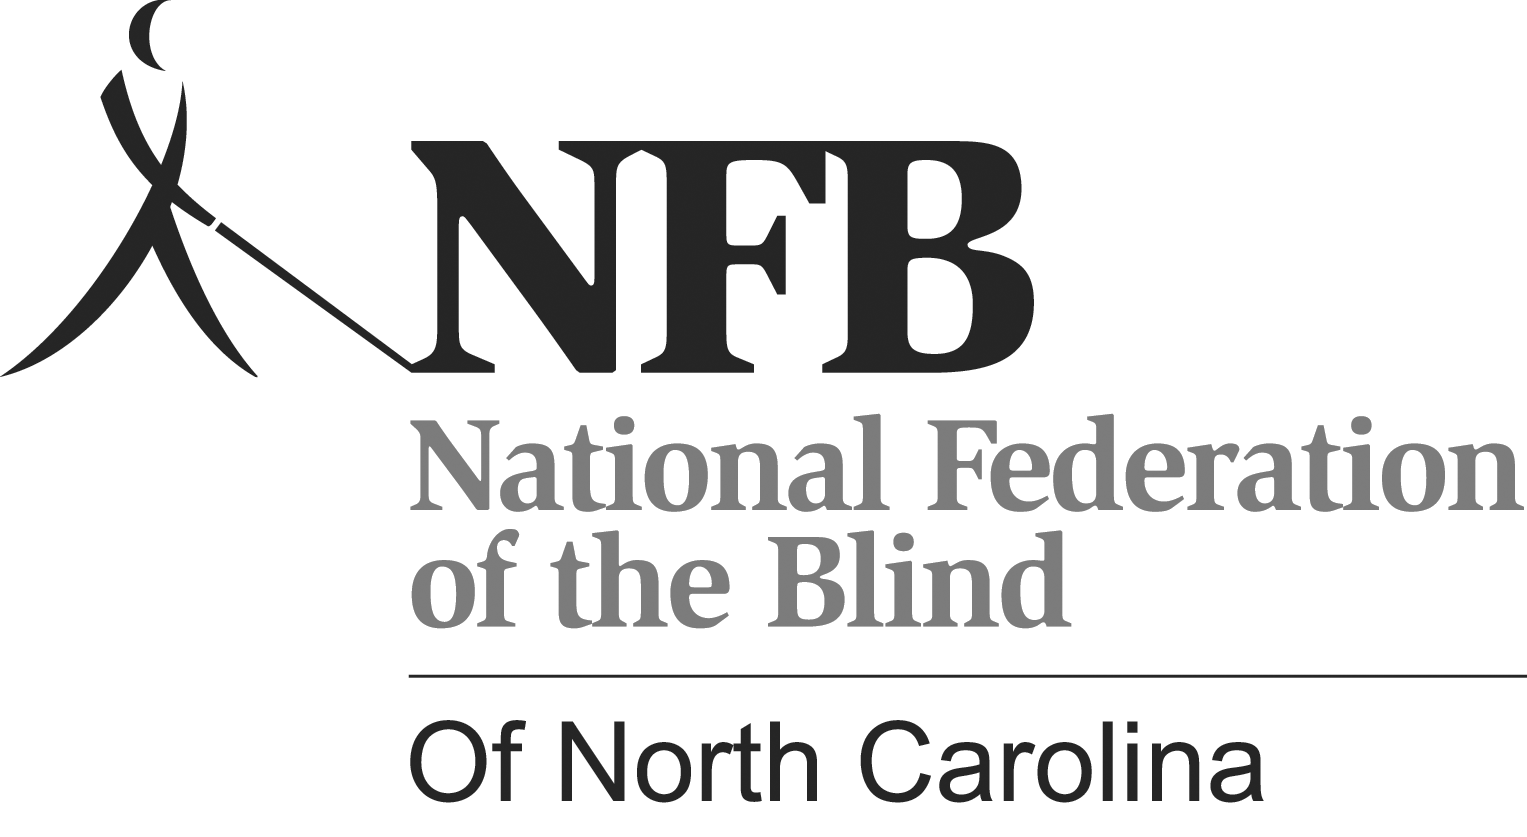 NFB
National Federation
of the Blind
Of North Carolina